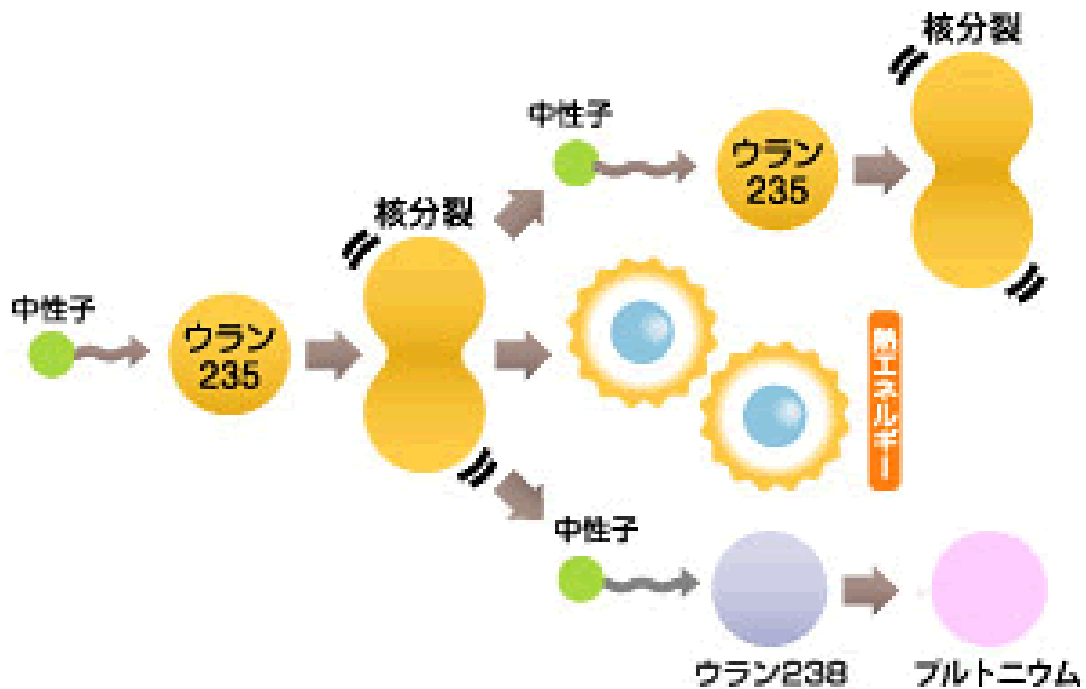 核分裂
中性子
ウラン
235
核分裂
中性子
ウラン
235
熱エネルギー
中性子
ウラン238
プルトニウム